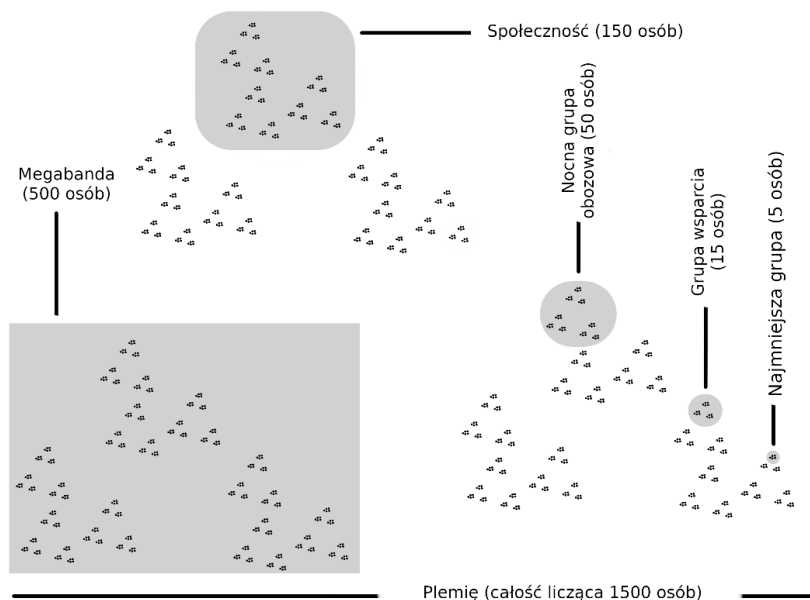 Społeczność (150 osób)
Nocna grupa
obozowa (50 osób)
Megabanda
(500 osób)
Grupa wsparcia
(15 osób)
Najmniejsza grupa (5 osób)
Plemię (całość licząca 1500 osób)